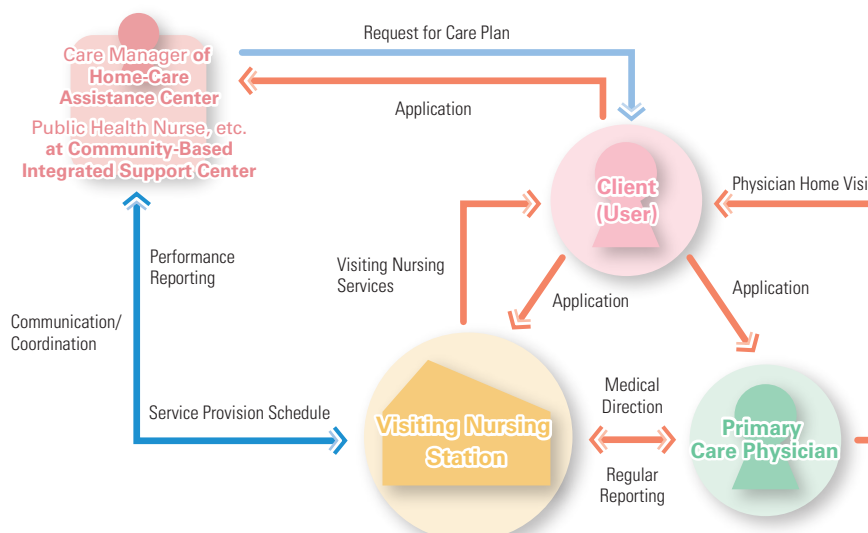 Request for Care Plan
Care Manager of
Home-Care
Assistance Center
Public Health Nurse, etc.
at Community-Based
Integrated Support Center
Application
Client
(User)
Physician Home Visi
Performance
Reporting
Visiting Nursing
Services
Application
Application
Communication/
Coordination
Service Provision Schedule
Medical
Direction
Visiting Nursing
Station
Primary
Care Physician
Regular
Reporting